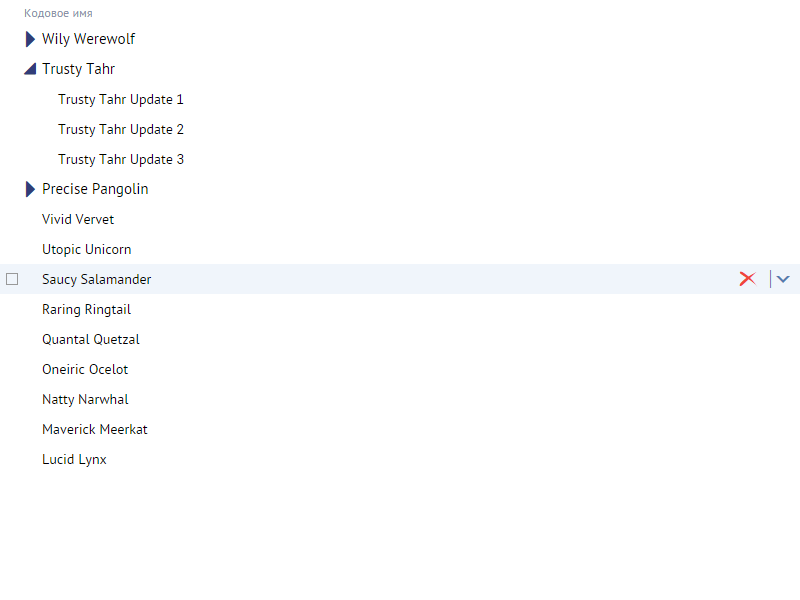 Кодовое имя
Wily Werewolf
Trusty Tahr
Trusty Tahr Update 1
Trusty Tahr Update 2
Trusty Tahr Update 3
Precise Pangolin
Vivid Vervet
Utopic Unicorn
Saucy Salamander
Raring Ringtail
Quantal Quetzal
Oneiric Ocelot
Natty Narwhal
Maverick Meerkat
Lucid Lynx